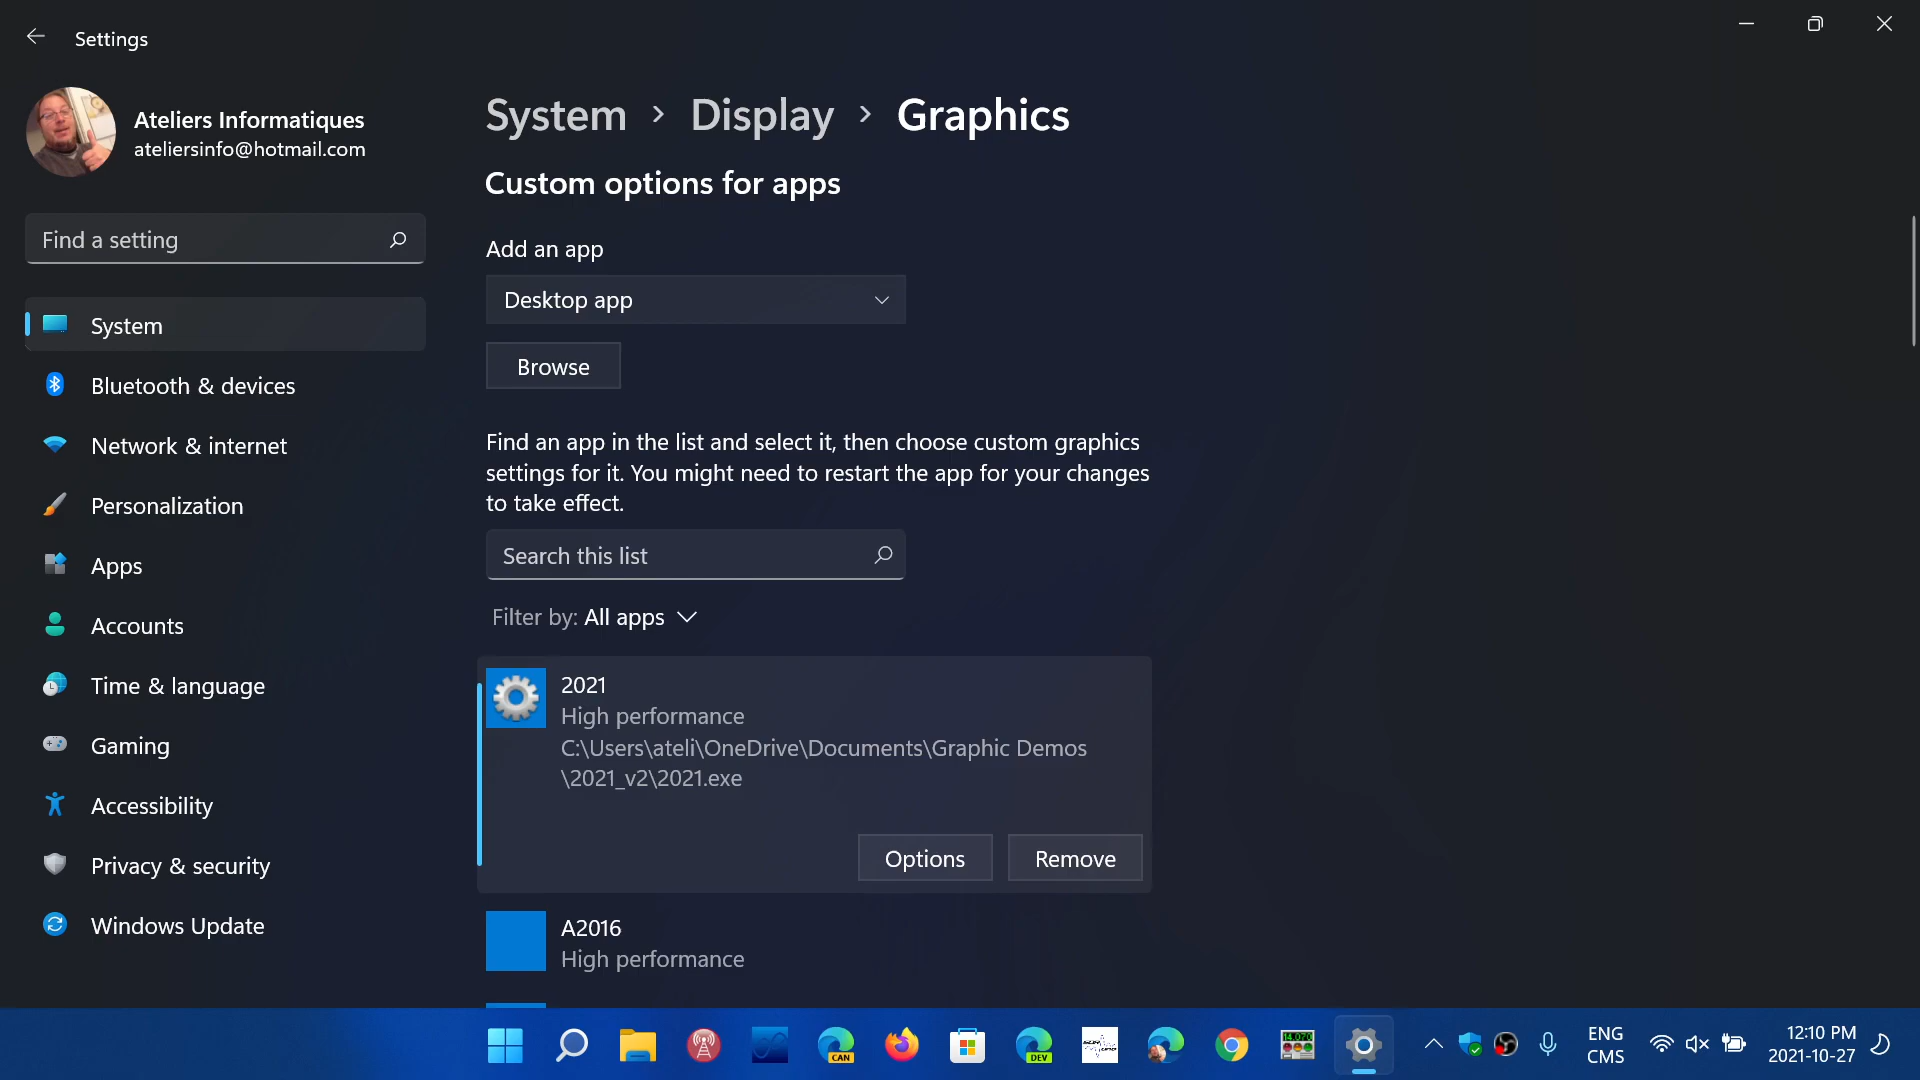 Settings
Ateliers Informatiques
ateliersinfo@hotmail.com
Find a setting
System
Bluetooth & devices
Network & internet
Personalization
Apps
Accounts
Time & language
Gaming
Accessibility
Privacy & security
Windows Update
System > Display > Graphics
Custom options for apps
Add an app
Desktop app
Browse
Find an app in the list and select it, then choose custom graphics
settings for it. You might need to restart the app for your changes
to take effect.
Search this list
Filter by: All apps
2021
High performance
C:\Users\ateli\OneDrive\Documents\Graphic Demos
\2021_v2\2021.exe
Options
Remove
A2016
High performance
CAN
DEV
ENG
CMS
12:10 PM
2021-10-27